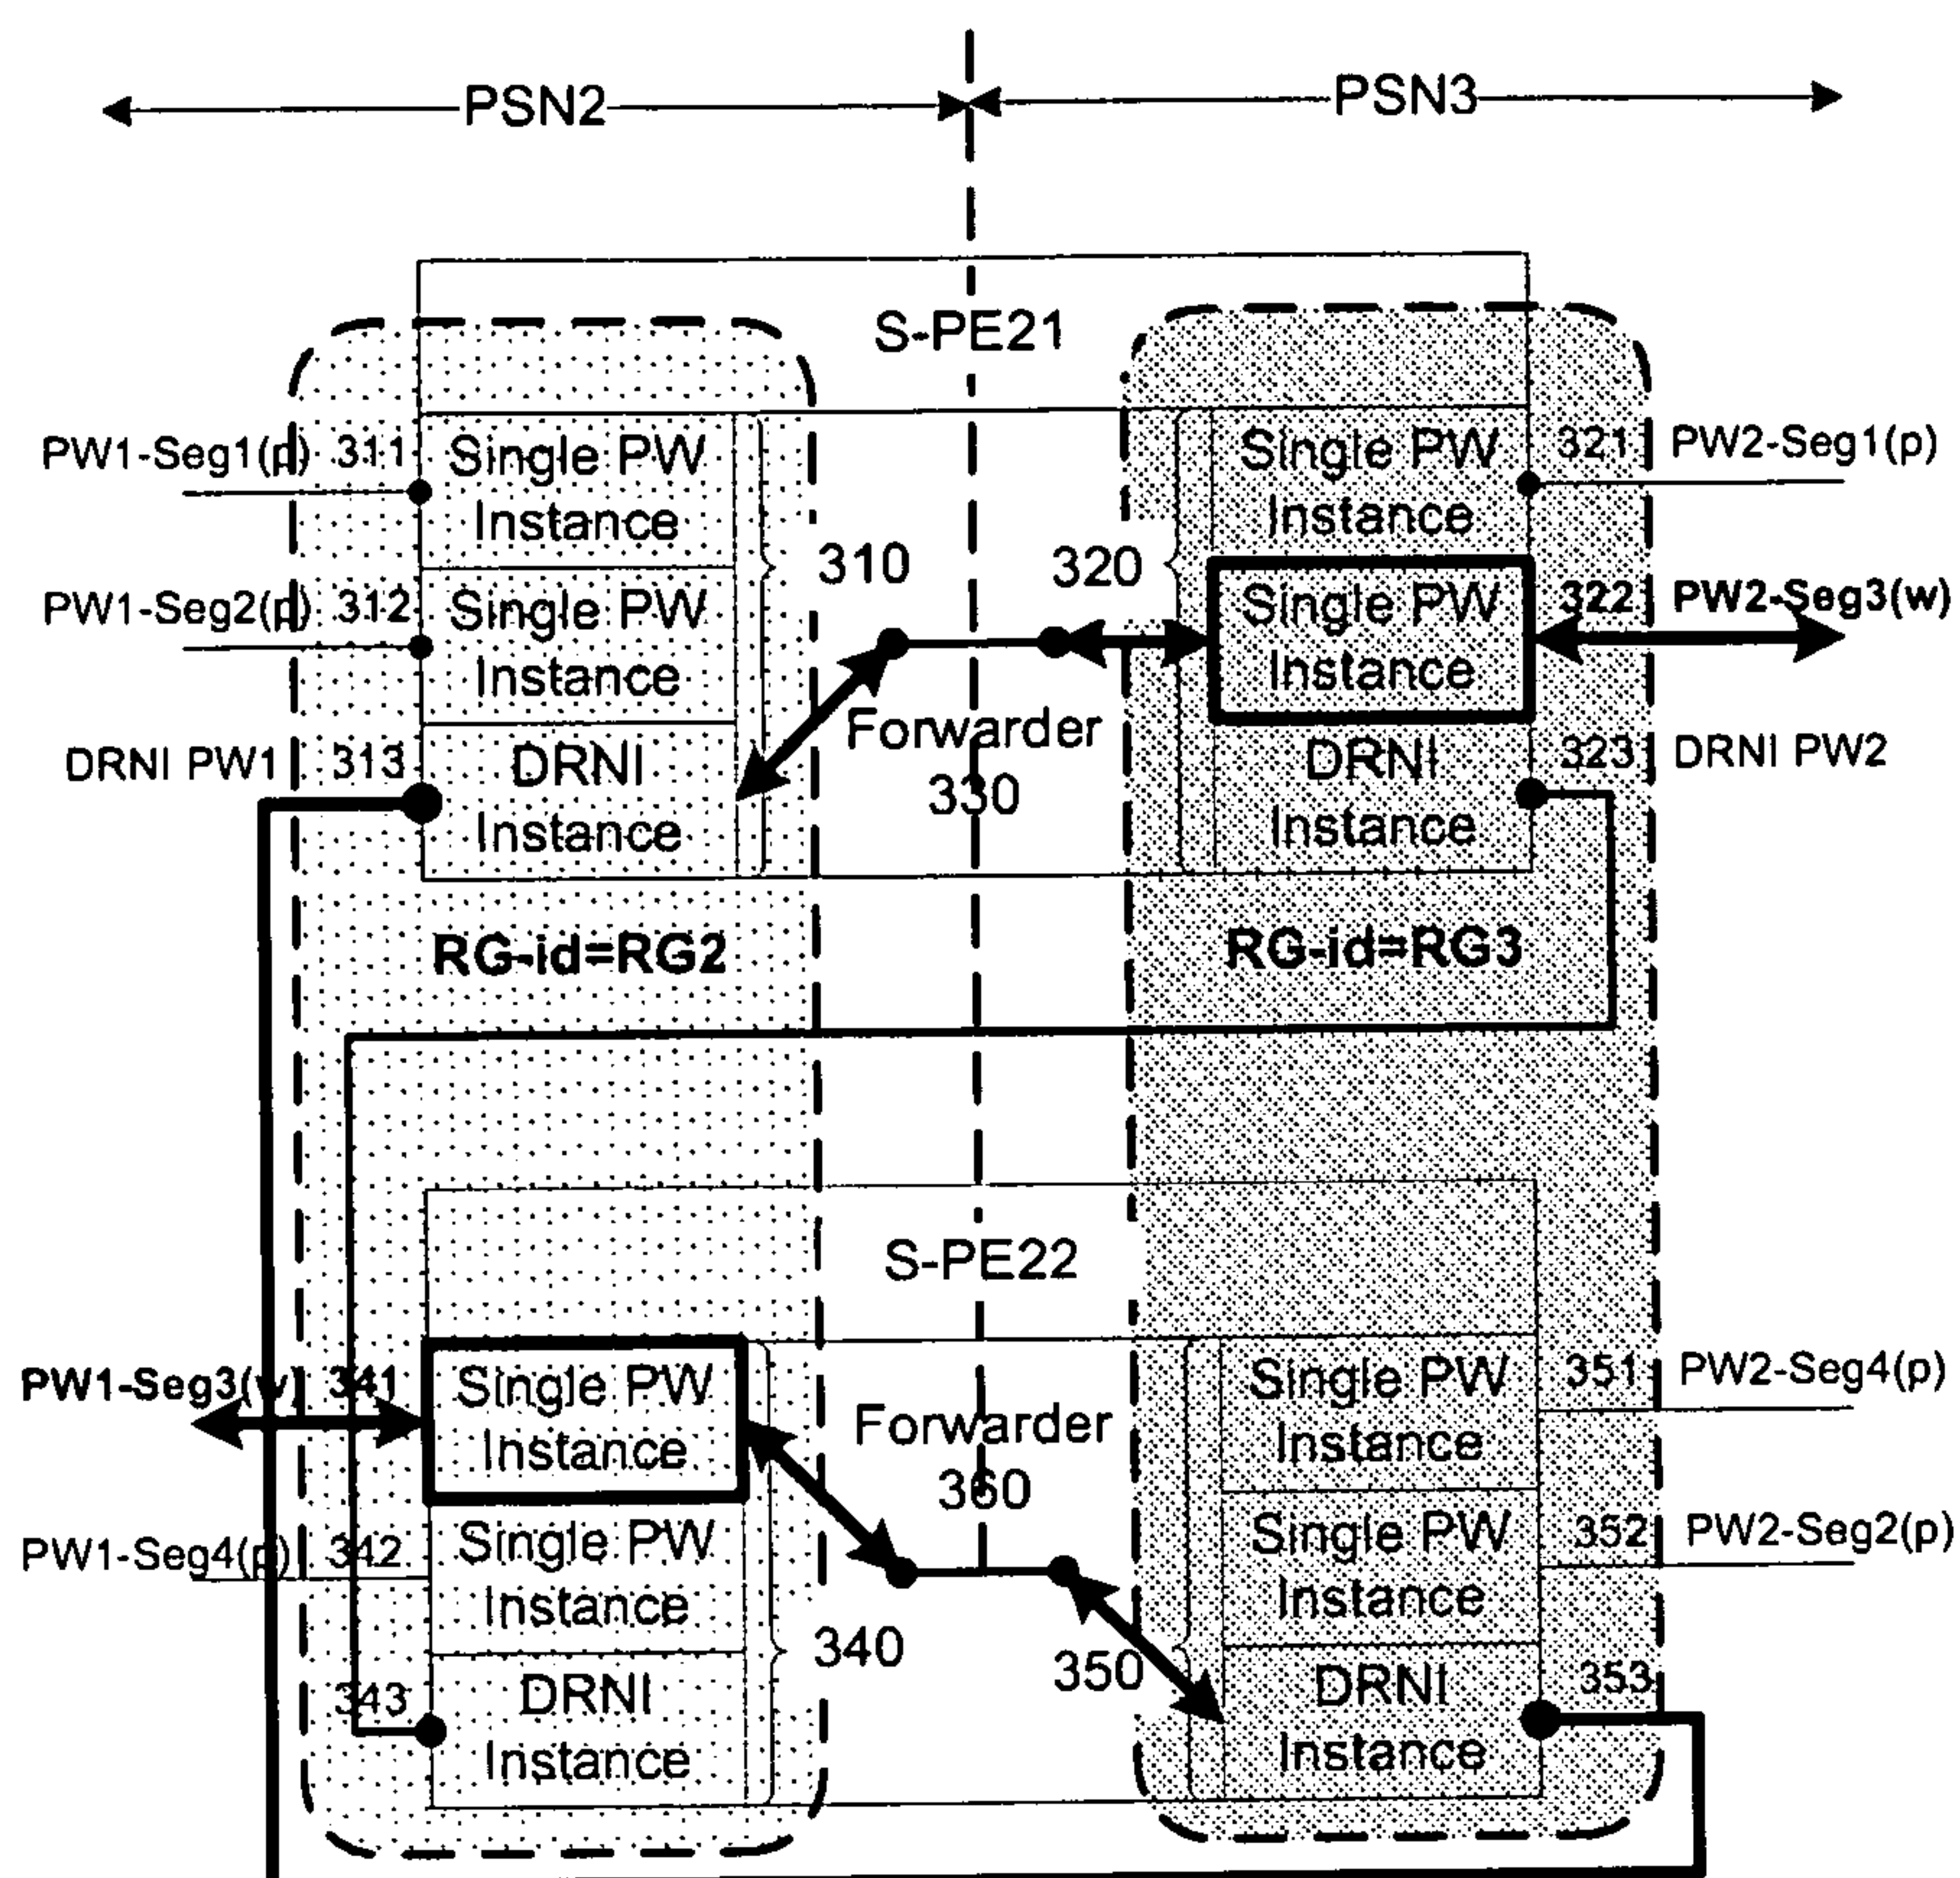 PSN2
PSN3
S-PE21
PW1-Seg1(p)
311
Single PW
Instance
Single PW
Instance
321
PW2-Seg1(p)
310
320
PW1-Seg2(p)
312
Single PW
Instance
Single PW
Instance
322
PW2-Seg3(w)
Forwarder
330
DRNI PW1
313
DRNI
Instance
DRNI
Instance
323
DRNI PW2
RG-id=RG2
RG-id=RG3
S-PE22
PW1-Seg3(w)
341
Single PW
Instance
Forwarder
360
Single PW
Instance
351
PW2-Seg4(p)
PW1-Seg4(p)
342
Single PW
Instance
Single PW
Instance
352
PW2-Seg2(p)
340
350
343
DRNI
Instance
DRNI
Instance
353